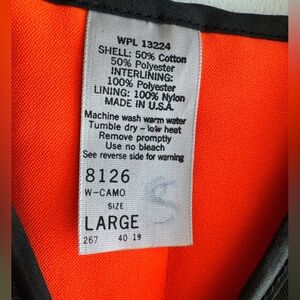 WPL 13224
SHELL: 50% Cotton
50% Polyester
INTERLINING:
100% Polyester
LINING: 100% Nylon
MADE IN U.S.A.
Machine wash warm water
Tumble dry – low heat
Remove promptly
Use no bleach
See reverse side for warning
8126
W-CAMO
SIZE
LARGE
267 40 19